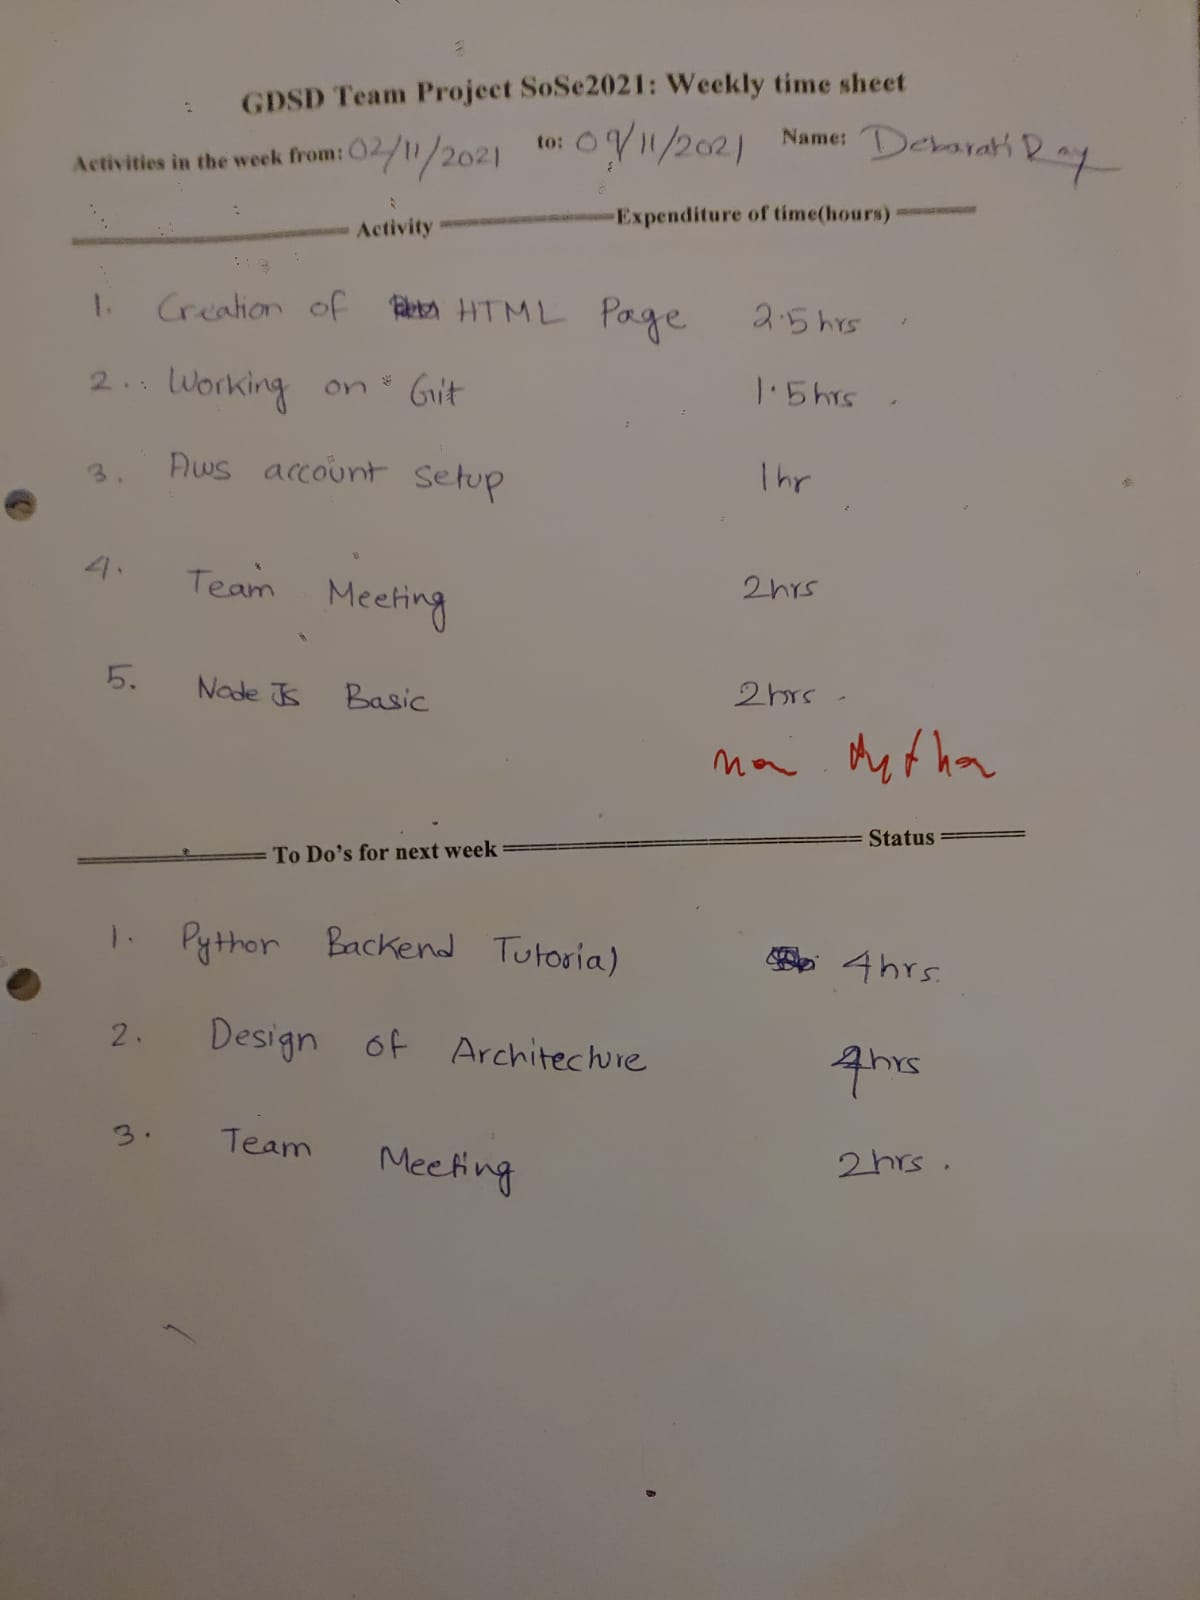 GDSD Team Project SoSe2021: Weekly time sheet
Activities in the week from: 02/11/2021 to: 09/11/2021 Name: Debarati Ray
Activity Expenditure of time(hours)
1. Creation of HTML Page 2.5 hrs
2. Working on Git 1.5 hrs
3. Aws account setup 1 hr
4. Team Meeting 2hrs
5. Node Js Basic 2hrs
To Do's for next week Status
1. Python Backend Tutorial 4hrs.
2. Design of Architecture 4hrs
3. Team Meeting 2hrs.